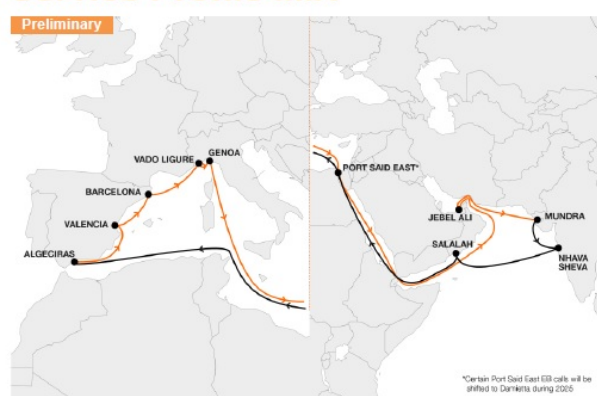 Preliminary
VADO LIGURE
GENOA
BARCELONA
VALENCIA
ALGECIRAS
PORT SAID EAST*
JEBEL ALI
MUNDRA
SALALAH
NHAVA
SHEVA
*Certain Port Said East EB calls will be
shifted to Damietta during 2025